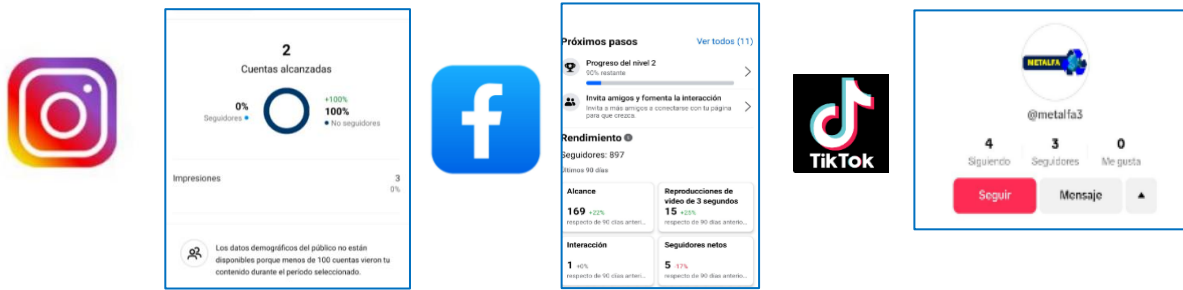 2
Cuentas alcanzadas
0%
Seguidores
+100%
100%
No seguidores
Impresiones
3
0%
Los datos demográficos del público no están
disponibles porque menos de 100 cuentas vieron tu
contenido durante el periodo seleccionado.
Próximos pasos
Ver todos (11)
Progreso del nivel 2
90% restante
Invita amigos y fomenta la interacción
Invita a más amigos a conectarse con tu página
para que crezca.
Rendimiento
Seguidores: 897
Últimos 90 días
Alcance
169 +22%
respecto de 90 días anterio...
Reproducciones de
video de 3 segundos
15 +25%
respecto de 90 días anterio...
Interacción
1 +0%
respecto de 90 días anterio...
Seguidores netos
5 -17%
respecto de 90 días anterio...
TikTok
METALFA
@metalfa3
4
Siguiendo
3
Seguidores
0
Me gusta
Seguir
Mensaje